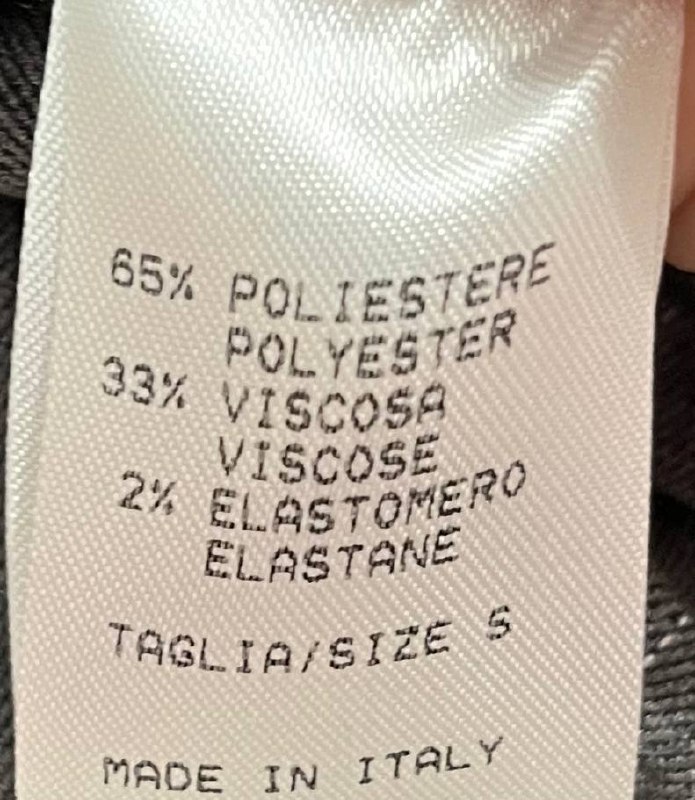 65% POLIESTERE
POLYESTER
33% VISCOSA
VISCOSE
2% ELASTOMERO
ELASTANE
TAGLIA/SIZE S
MADE IN ITALY